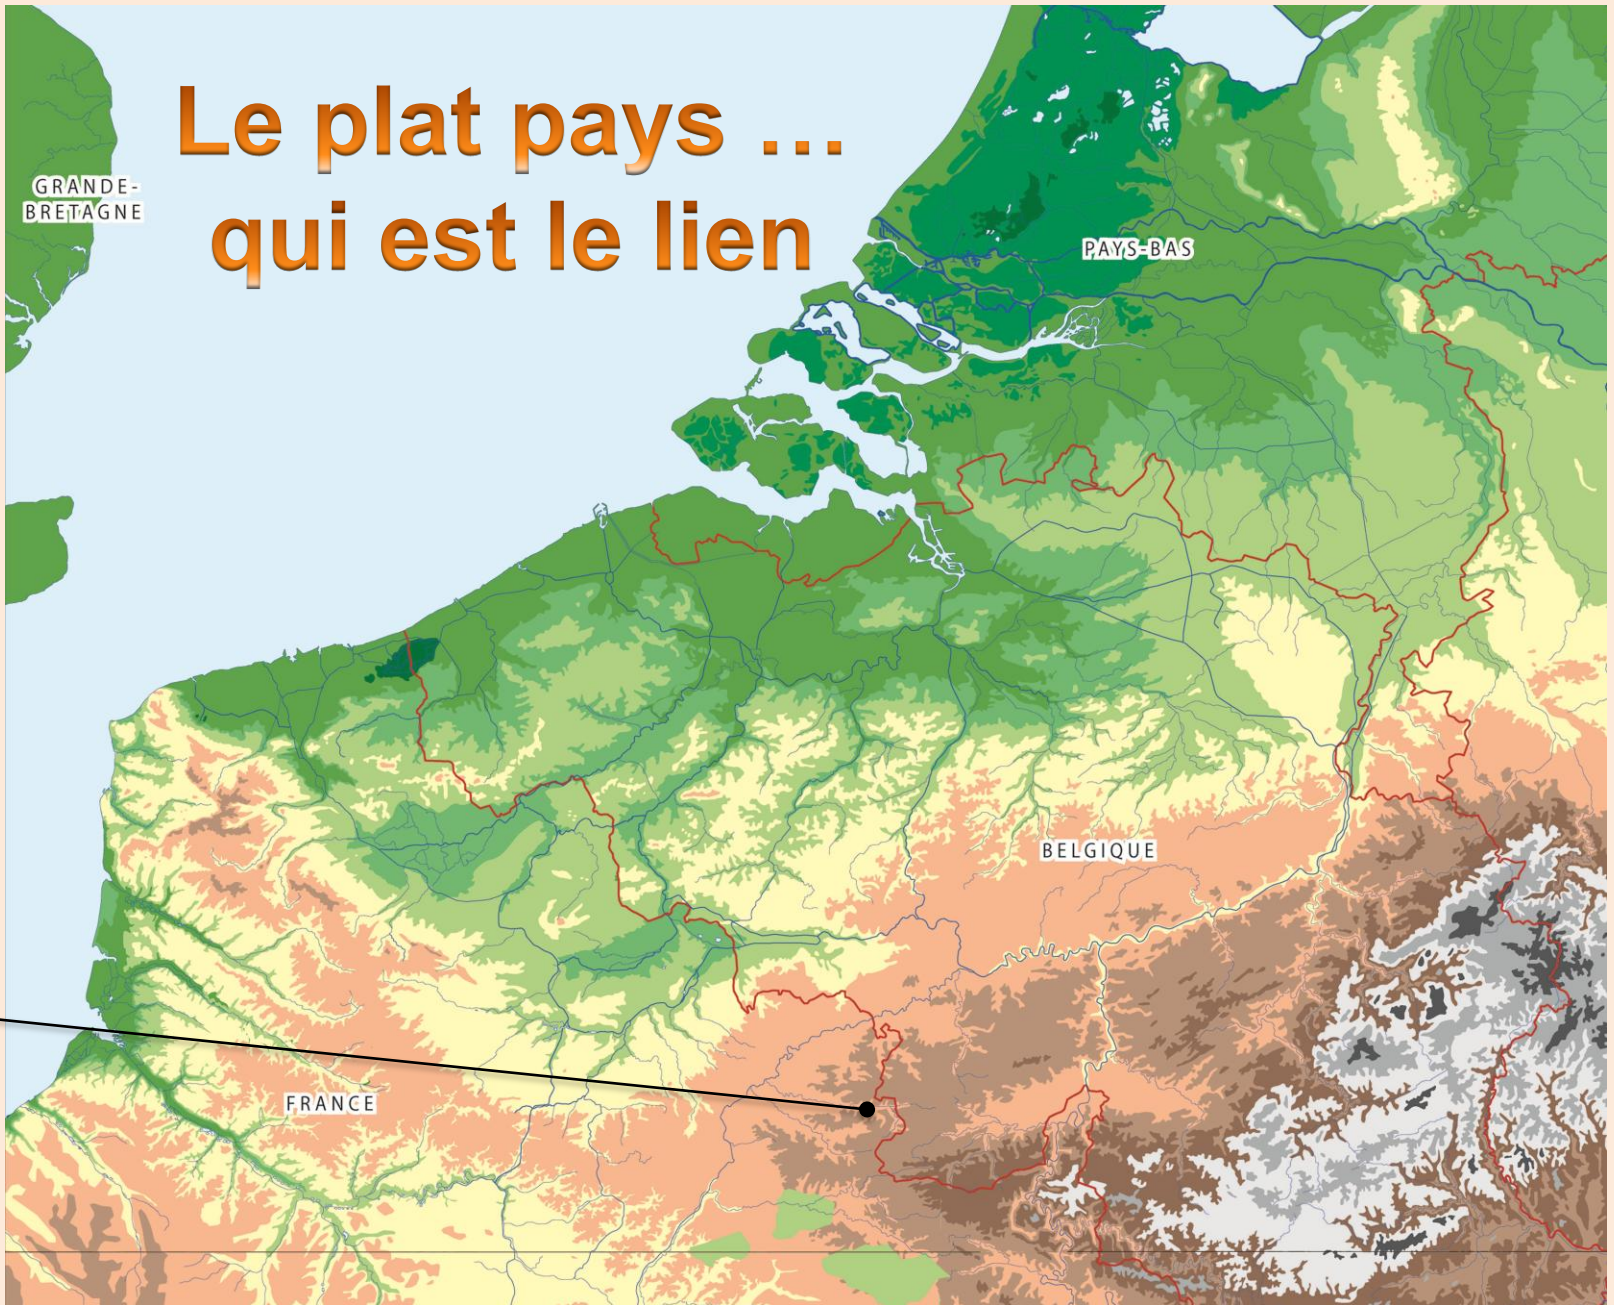 Le plat pays ...
qui est le lien
GRANDE-
BRETAGNE
PAYS-BAS
BELGIQUE
FRANCE